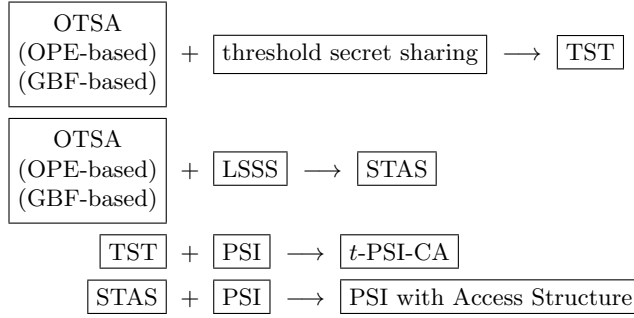 OTSA
(OPE-based) + threshold secret sharing ⟶ TST
(GBF-based)
OTSA
(OPE-based) + LSSS ⟶ STAS
(GBF-based)
TST + PSI ⟶ t-PSI-CA
STAS + PSI ⟶ PSI with Access Structure